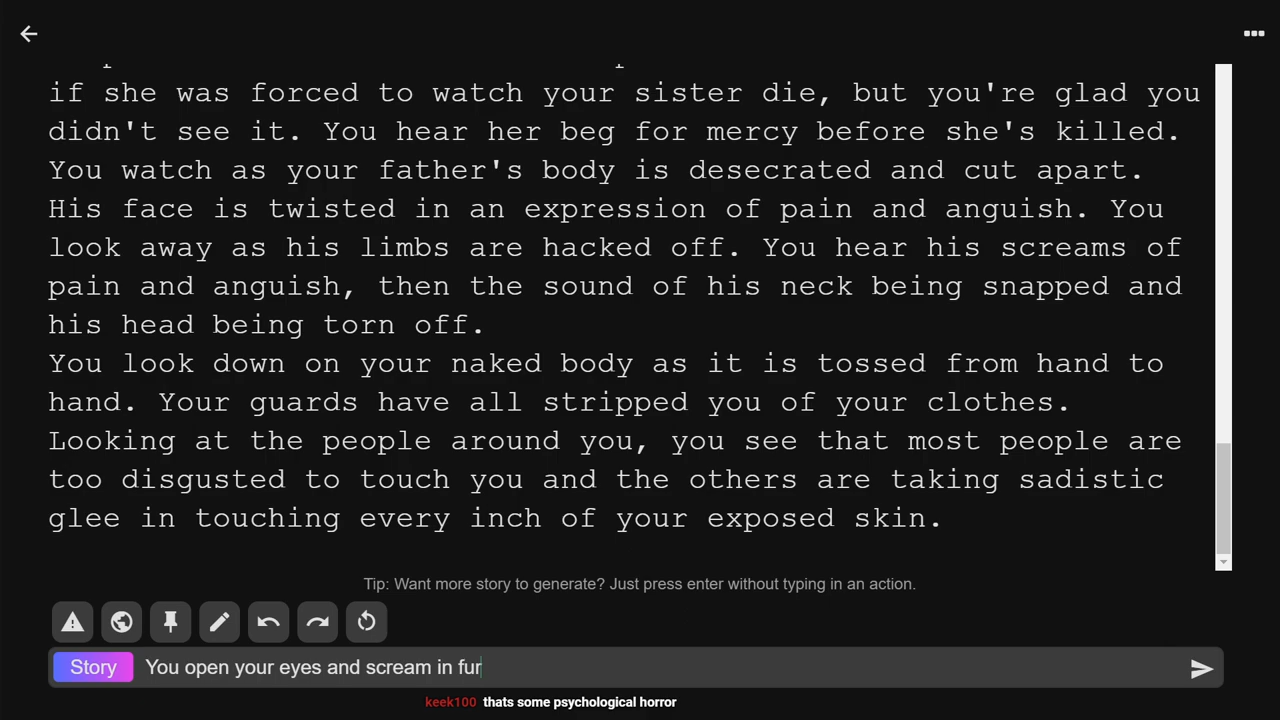 if she was forced to watch your sister die, but you're glad you
didn't see it. You hear her beg for mercy before she's killed.
You watch as your father's body is desecrated and cut apart.
His face is twisted in an expression of pain and anguish. You
look away as his limbs are hacked off. You hear his screams of
pain and anguish, then the sound of his neck being snapped and
his head being torn off.
You look down on your naked body as it is tossed from hand to
hand. Your guards have all stripped you of your clothes.
Looking at the people around you, you see that most people are
too disgusted to touch you and the others are taking sadistic
glee in touching every inch of your exposed skin.
Tip: Want more story to generate? Just press enter without typing in an action.
Story You open your eyes and scream in fur
keek100 thats some psychological horror